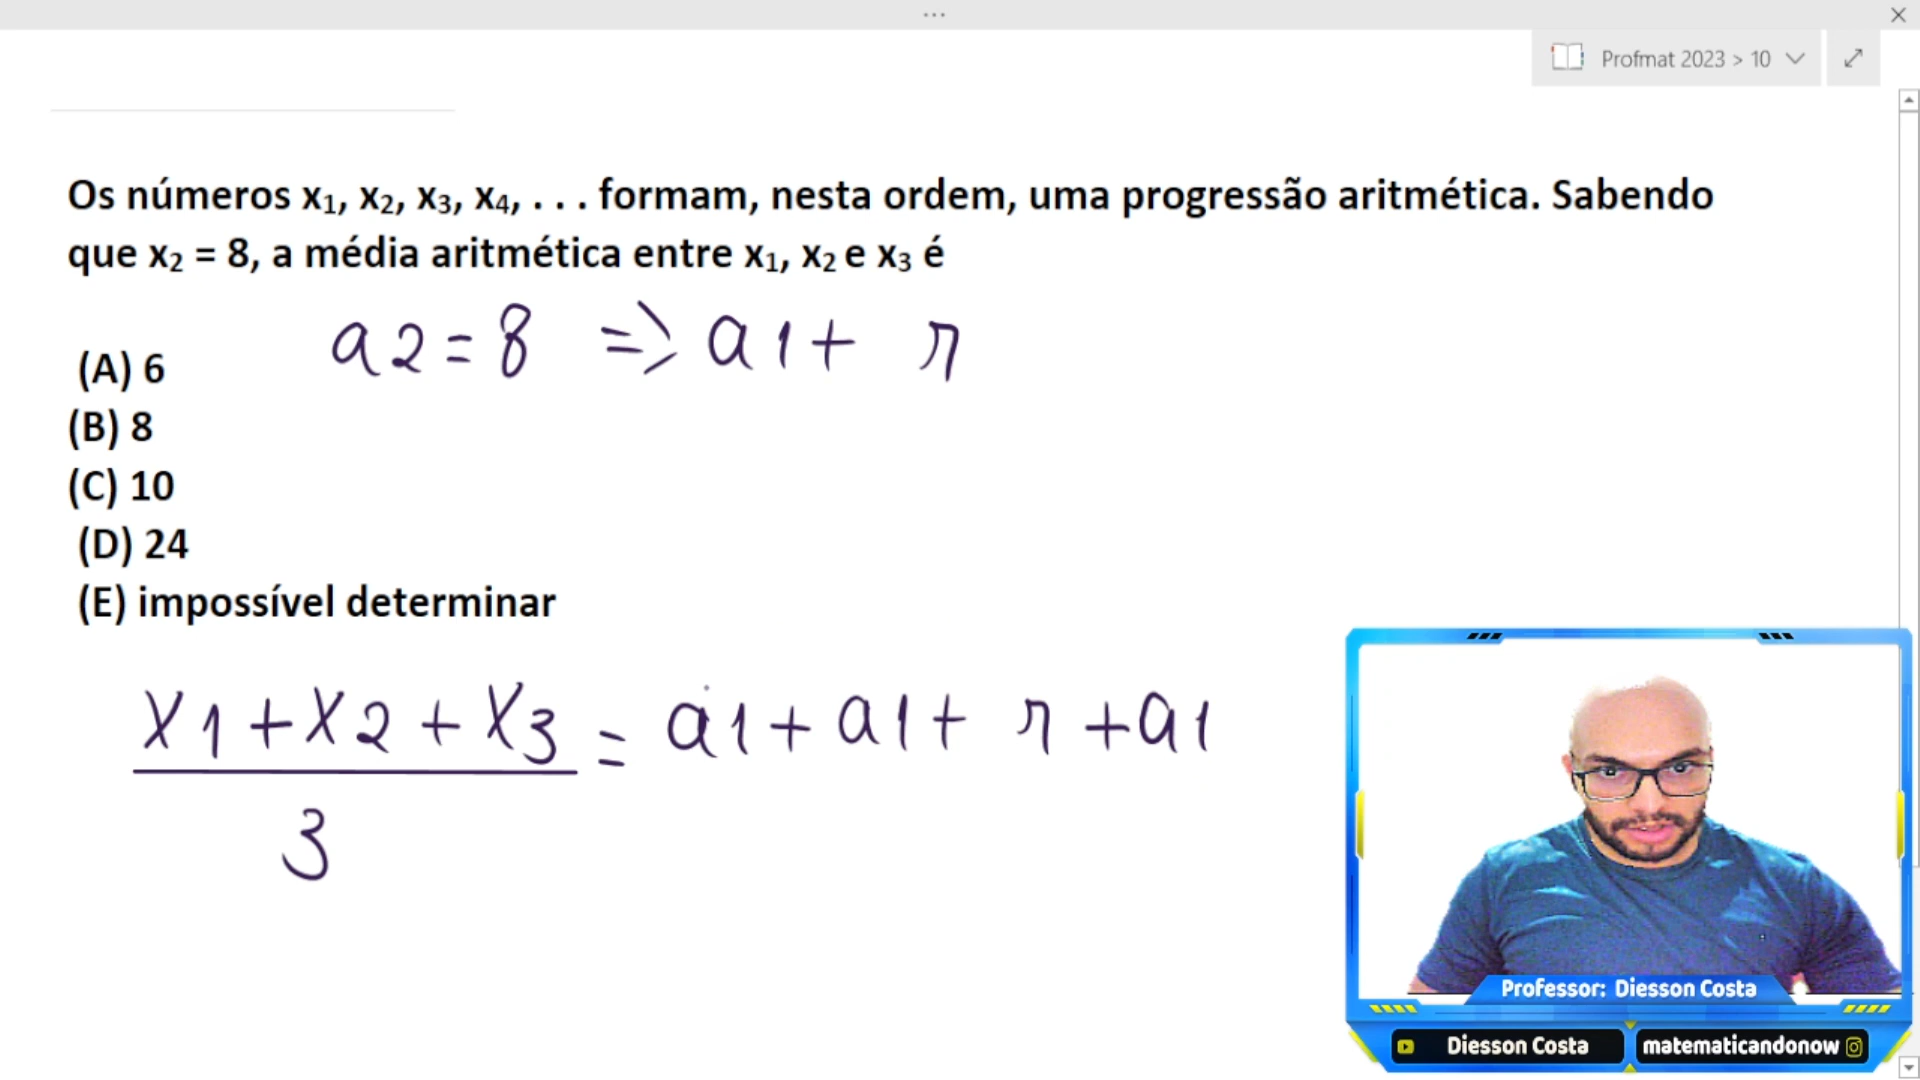 ...
Profmat 2023 > 10
Os números x₁, x₂, x₃, x₄, . . . formam, nesta ordem, uma progressão aritmética. Sabendo
que x₂ = 8, a média aritmética entre x₁, x₂ e x₃ é
a2=8 => a1+ r
(A) 6
(B) 8
(C) 10
(D) 24
(E) impossível determinar
X1+X2+X3 = a1+a1+ r +a1
3
Professor: Diesson Costa
Diesson Costa
matematicandonow